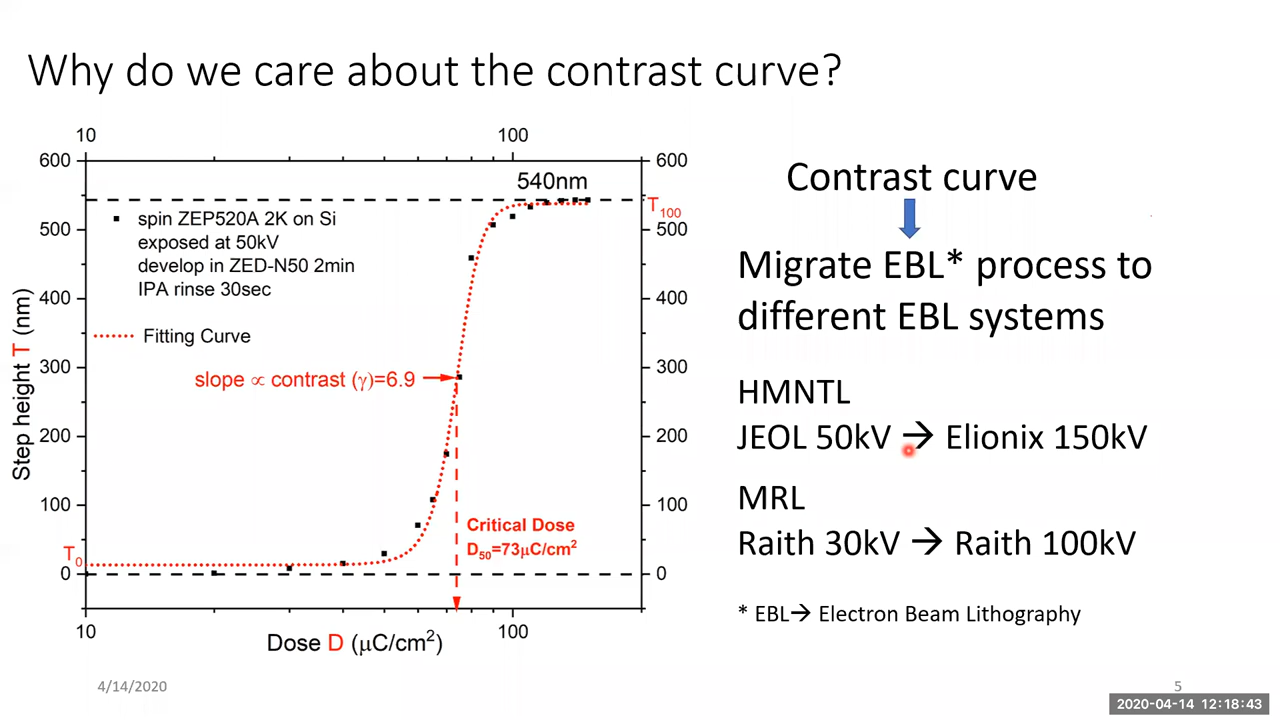 Why do we care about the contrast curve?
10 100
600 600
540nm
T100
spin ZEP520A 2K on Si
exposed at 50kV
develop in ZED-N50 2min
IPA rinse 30sec
500 500
400 400
Fitting Curve
300 300
slope ∝ contrast (γ)=6.9
200 200
100 100
Critical Dose
D50=73μC/cm²
T0
0 0
Step height T (nm)
10 100
Dose D (μC/cm²)
Contrast curve
Migrate EBL* process to
different EBL systems
HMNTL
JEOL 50kV → Elionix 150kV
MRL
Raith 30kV → Raith 100kV
* EBL→ Electron Beam Lithography
4/14/2020
5
2020-04-14 12:18:43